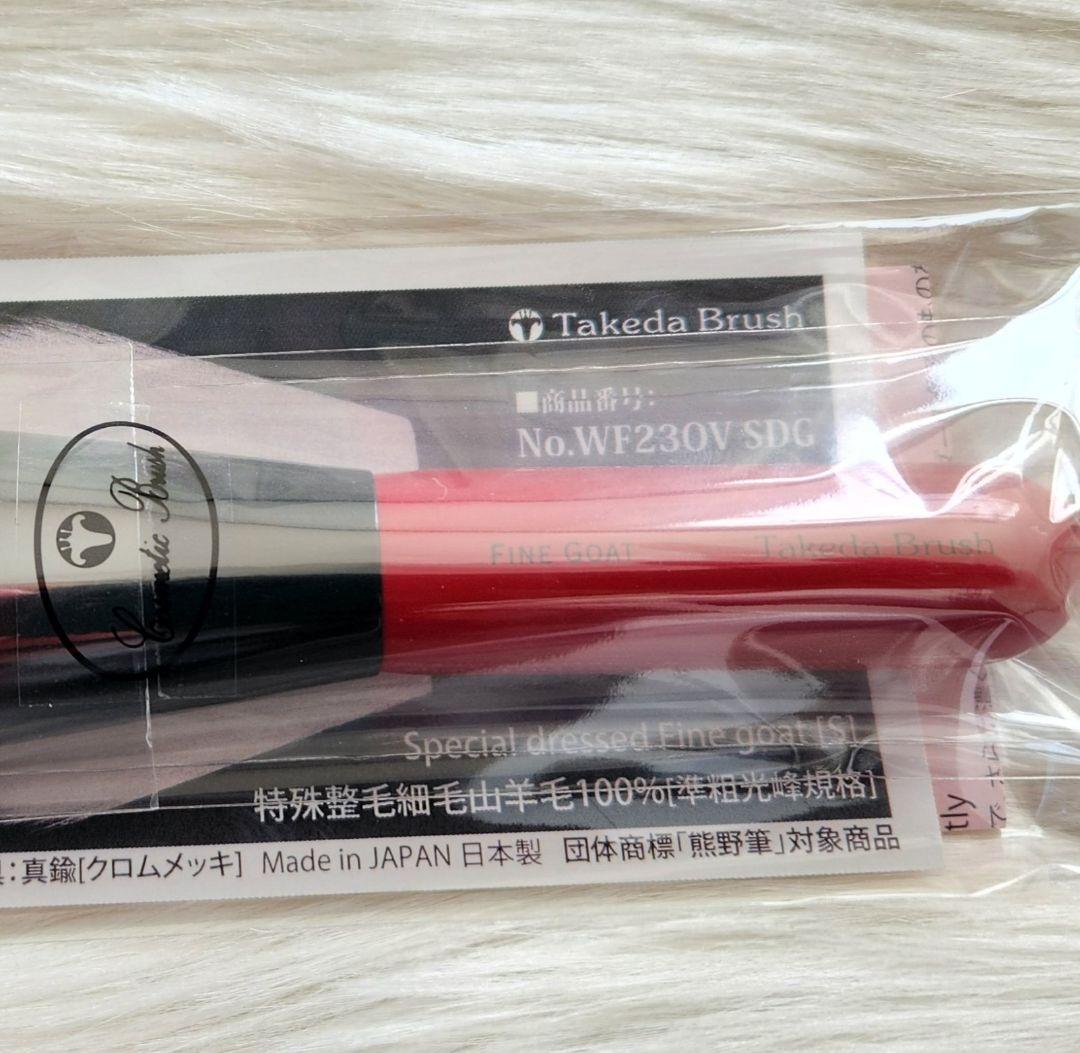 Takeda Brush
■商品番号:
No.WF230V SDG
Cosmetic Brush
FINE GOAT
Takeda Brush
Special dressed Fine goat [S]
特殊整毛細毛山羊毛100%[準粗光峰規格]
:真鍮[クロムメッキ] Made in JAPAN 日本製 団体商標「熊野筆」対象商品
tly